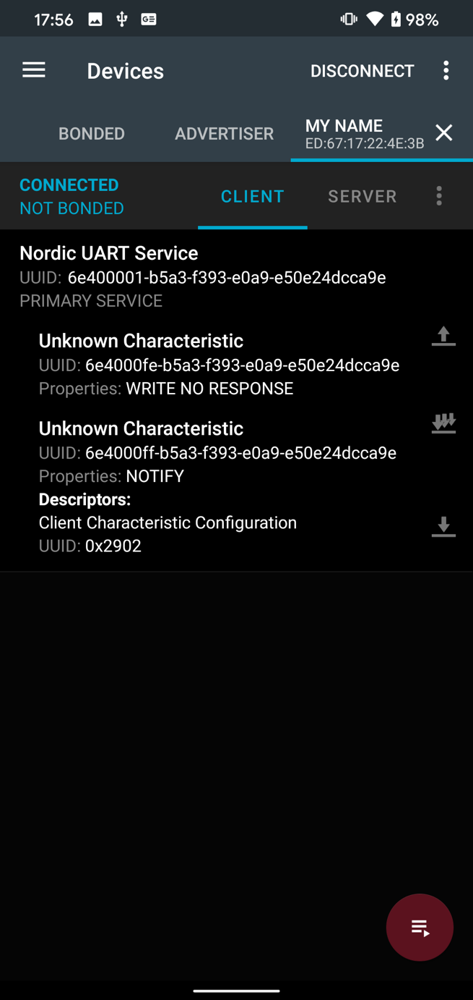 17:56
98%
Devices
DISCONNECT
BONDED
ADVERTISER
MY NAME
ED:67:17:22:4E:3B
CONNECTED
NOT BONDED
CLIENT
SERVER
Nordic UART Service
UUID: 6e400001-b5a3-f393-e0a9-e50e24dcca9e
PRIMARY SERVICE
Unknown Characteristic
UUID: 6e4000fe-b5a3-f393-e0a9-e50e24dcca9e
Properties: WRITE NO RESPONSE
Unknown Characteristic
UUID: 6e4000ff-b5a3-f393-e0a9-e50e24dcca9e
Properties: NOTIFY
Descriptors:
Client Characteristic Configuration
UUID: 0x2902